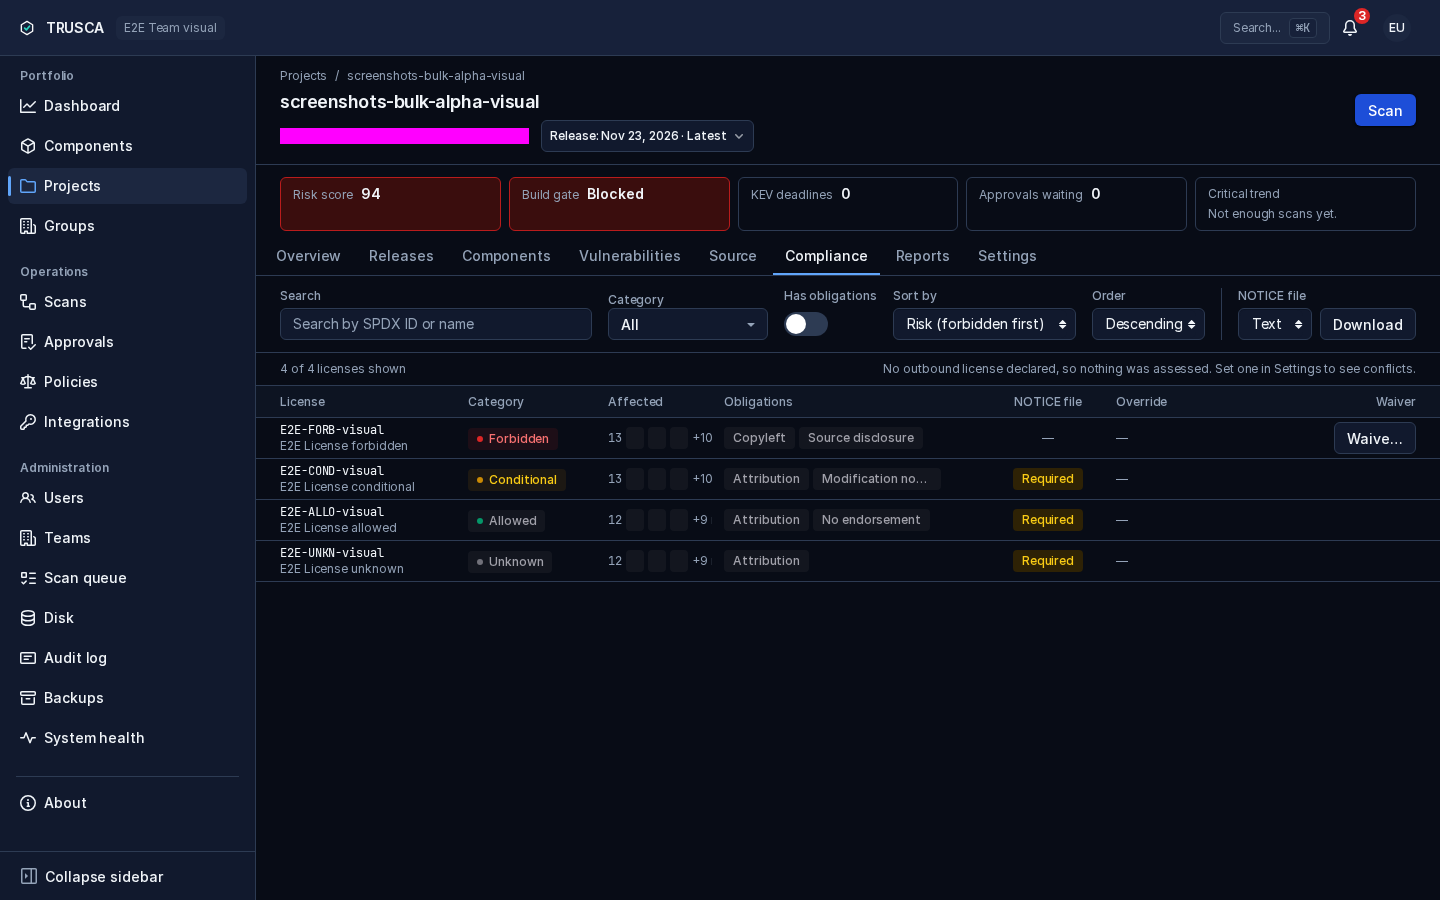 TRUSCA E2E Team visual Search... ⌘K 3 EU
Portfolio
Dashboard
Components
Projects
Groups
Operations
Scans
Approvals
Policies
Integrations
Administration
Users
Teams
Scan queue
Disk
Audit log
Backups
System health
About
Collapse sidebar
Projects / screenshots-bulk-alpha-visual
screenshots-bulk-alpha-visual
Scan
Release: Nov 23, 2026 · Latest
Risk score 94
Build gate Blocked
KEV deadlines 0
Approvals waiting 0
Critical trend
Not enough scans yet.
Overview Releases Components Vulnerabilities Source Compliance Reports Settings
Search Category Has obligations Sort by Order NOTICE file
Search by SPDX ID or name All Risk (forbidden first) Descending Text Download
4 of 4 licenses shown No outbound license declared, so nothing was assessed. Set one in Settings to see conflicts.
License Category Affected Obligations NOTICE file Override Waiver
E2E-FORB-visual
E2E License forbidden Forbidden 13 +10 Copyleft Source disclosure — — Waive...
E2E-COND-visual
E2E License conditional Conditional 13 +10 Attribution Modification no... Required —
E2E-ALLO-visual
E2E License allowed Allowed 12 +9 Attribution No endorsement Required —
E2E-UNKN-visual
E2E License unknown Unknown 12 +9 Attribution Required —